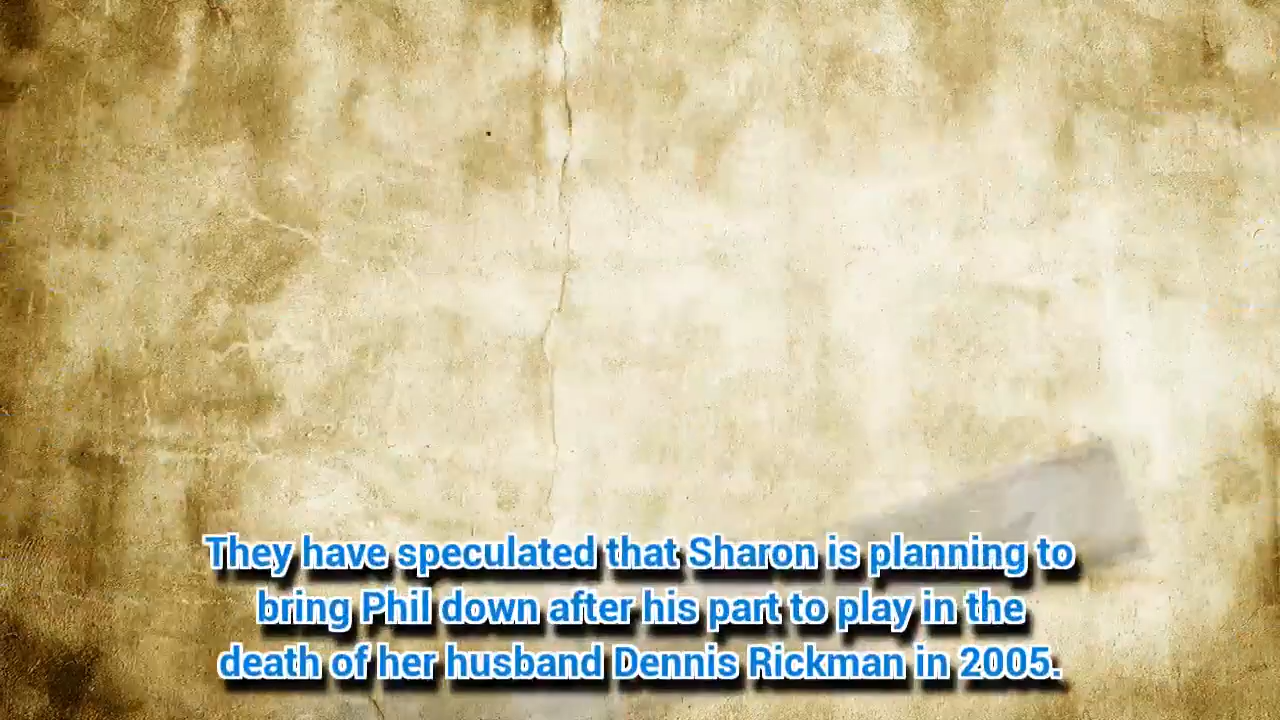 They have speculated that Sharon is planning to
bring Phil down after his part to play in the
death of her husband Dennis Rickman in 2005.